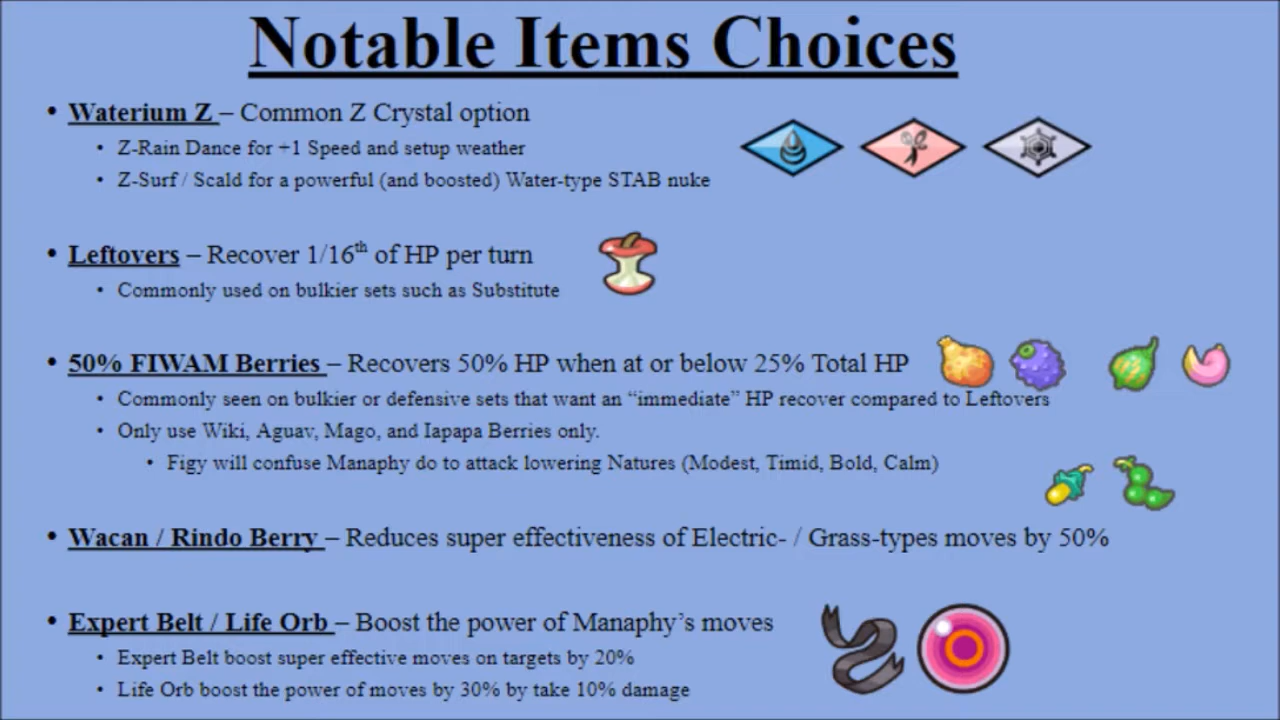 Notable Items Choices
• Waterium Z – Common Z Crystal option
• Z-Rain Dance for +1 Speed and setup weather
• Z-Surf / Scald for a powerful (and boosted) Water-type STAB nuke
• Leftovers – Recover 1/16th of HP per turn
• Commonly used on bulkier sets such as Substitute
• 50% FIWAM Berries – Recovers 50% HP when at or below 25% Total HP
• Commonly seen on bulkier or defensive sets that want an “immediate” HP recover compared to Leftovers
• Only use Wiki, Aguav, Mago, and Iapapa Berries only.
• Figy will confuse Manaphy do to attack lowering Natures (Modest, Timid, Bold, Calm)
• Wacan / Rindo Berry – Reduces super effectiveness of Electric- / Grass-types moves by 50%
• Expert Belt / Life Orb – Boost the power of Manaphy’s moves
• Expert Belt boost super effective moves on targets by 20%
• Life Orb boost the power of moves by 30% by take 10% damage